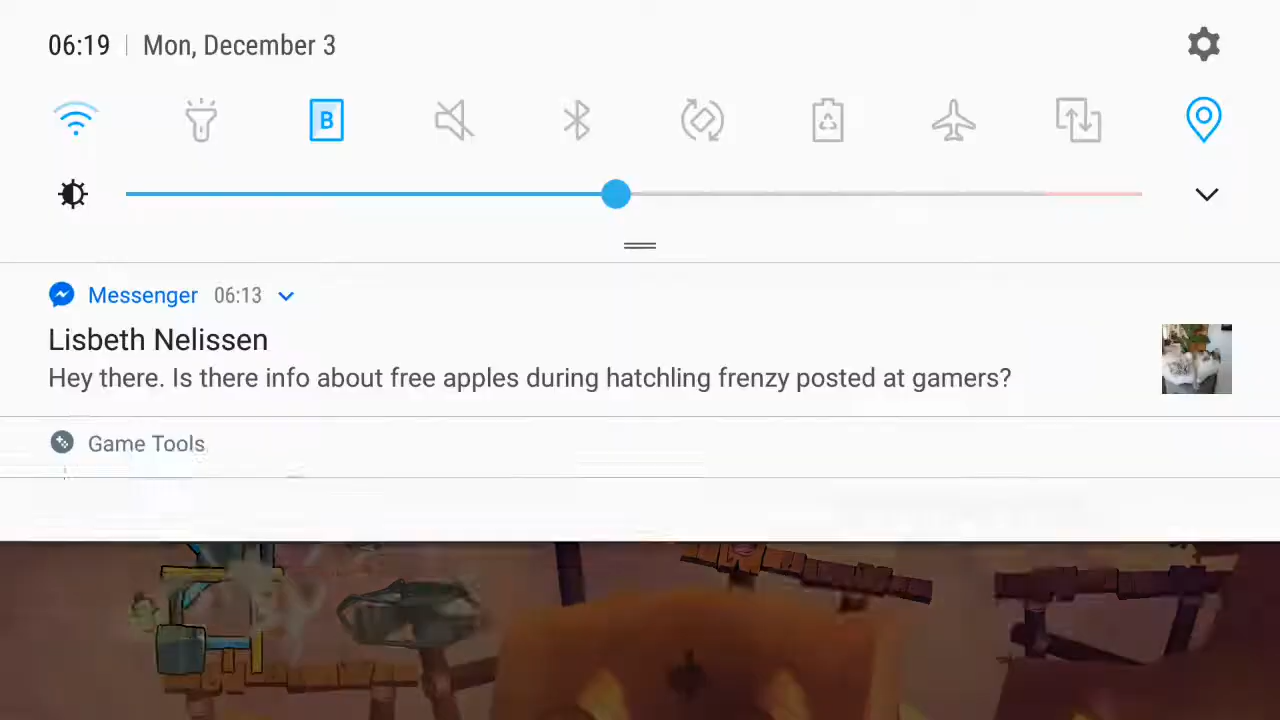 06:19 | Mon, December 3
B
Messenger 06:13
Lisbeth Nelissen
Hey there. Is there info about free apples during hatchling frenzy posted at gamers?
Game Tools